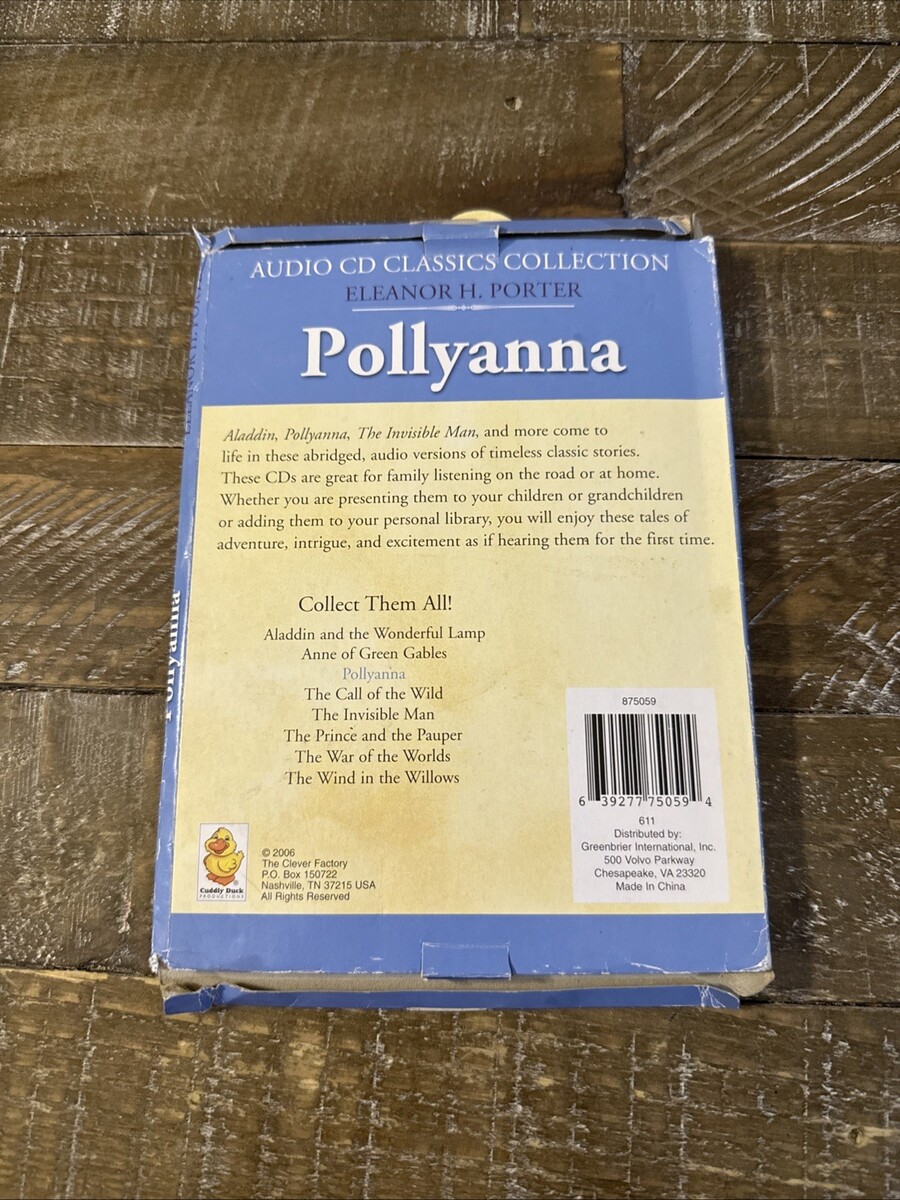 AUDIO CD CLASSICS COLLECTION
ELEANOR H. PORTER
Pollyanna
Aladdin, Pollyanna, The Invisible Man, and more come to
life in these abridged, audio versions of timeless classic stories.
These CDs are great for family listening on the road or at home.
Whether you are presenting them to your children or grandchildren
or adding them to your personal library, you will enjoy these tales of
adventure, intrigue, and excitement as if hearing them for the first time.
Collect Them All!
Aladdin and the Wonderful Lamp
Anne of Green Gables
Pollyanna
The Call of the Wild
The Invisible Man
The Prince and the Pauper
The War of the Worlds
The Wind in the Willows
875059
6 39277 75059 4
611
Distributed by:
Greenbrier International, Inc.
500 Volvo Parkway
Chesapeake, VA 23320
Made In China
Cuddly Duck
PRODUCTIONS
®
© 2006
The Clever Factory
P.O. Box 150722
Nashville, TN 37215 USA
All Rights Reserved
ELEANOR H. PORTER
Pollyanna